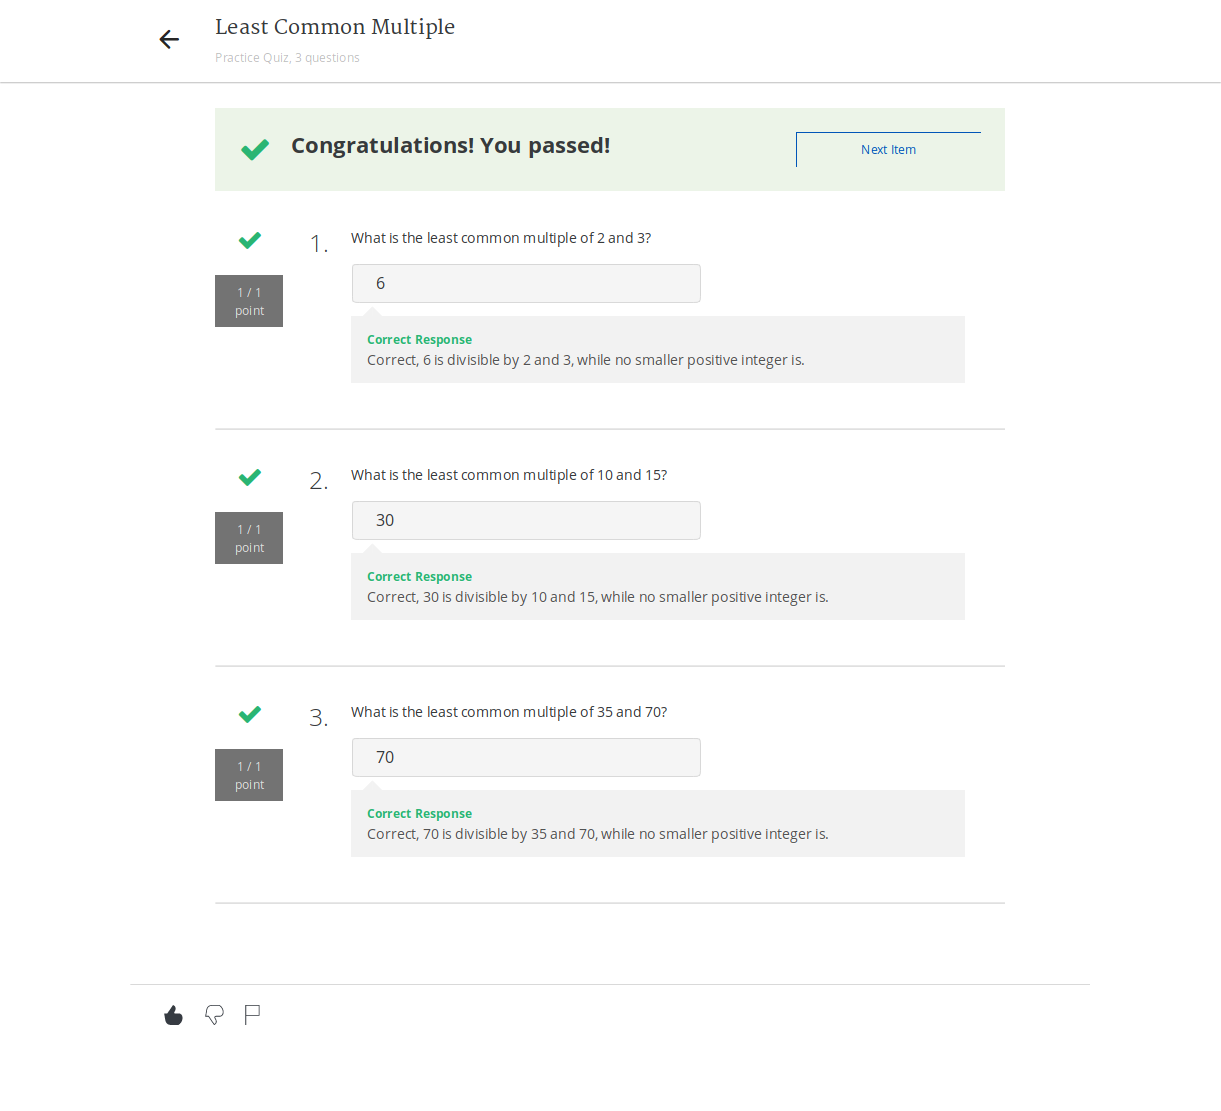 Least Common Multiple
Practice Quiz, 3 questions
Congratulations! You passed!
Next Item
1.
What is the least common multiple of 2 and 3?
6
1 / 1
point
Correct Response
Correct, 6 is divisible by 2 and 3, while no smaller positive integer is.
2.
What is the least common multiple of 10 and 15?
30
1 / 1
point
Correct Response
Correct, 30 is divisible by 10 and 15, while no smaller positive integer is.
3.
What is the least common multiple of 35 and 70?
70
1 / 1
point
Correct Response
Correct, 70 is divisible by 35 and 70, while no smaller positive integer is.